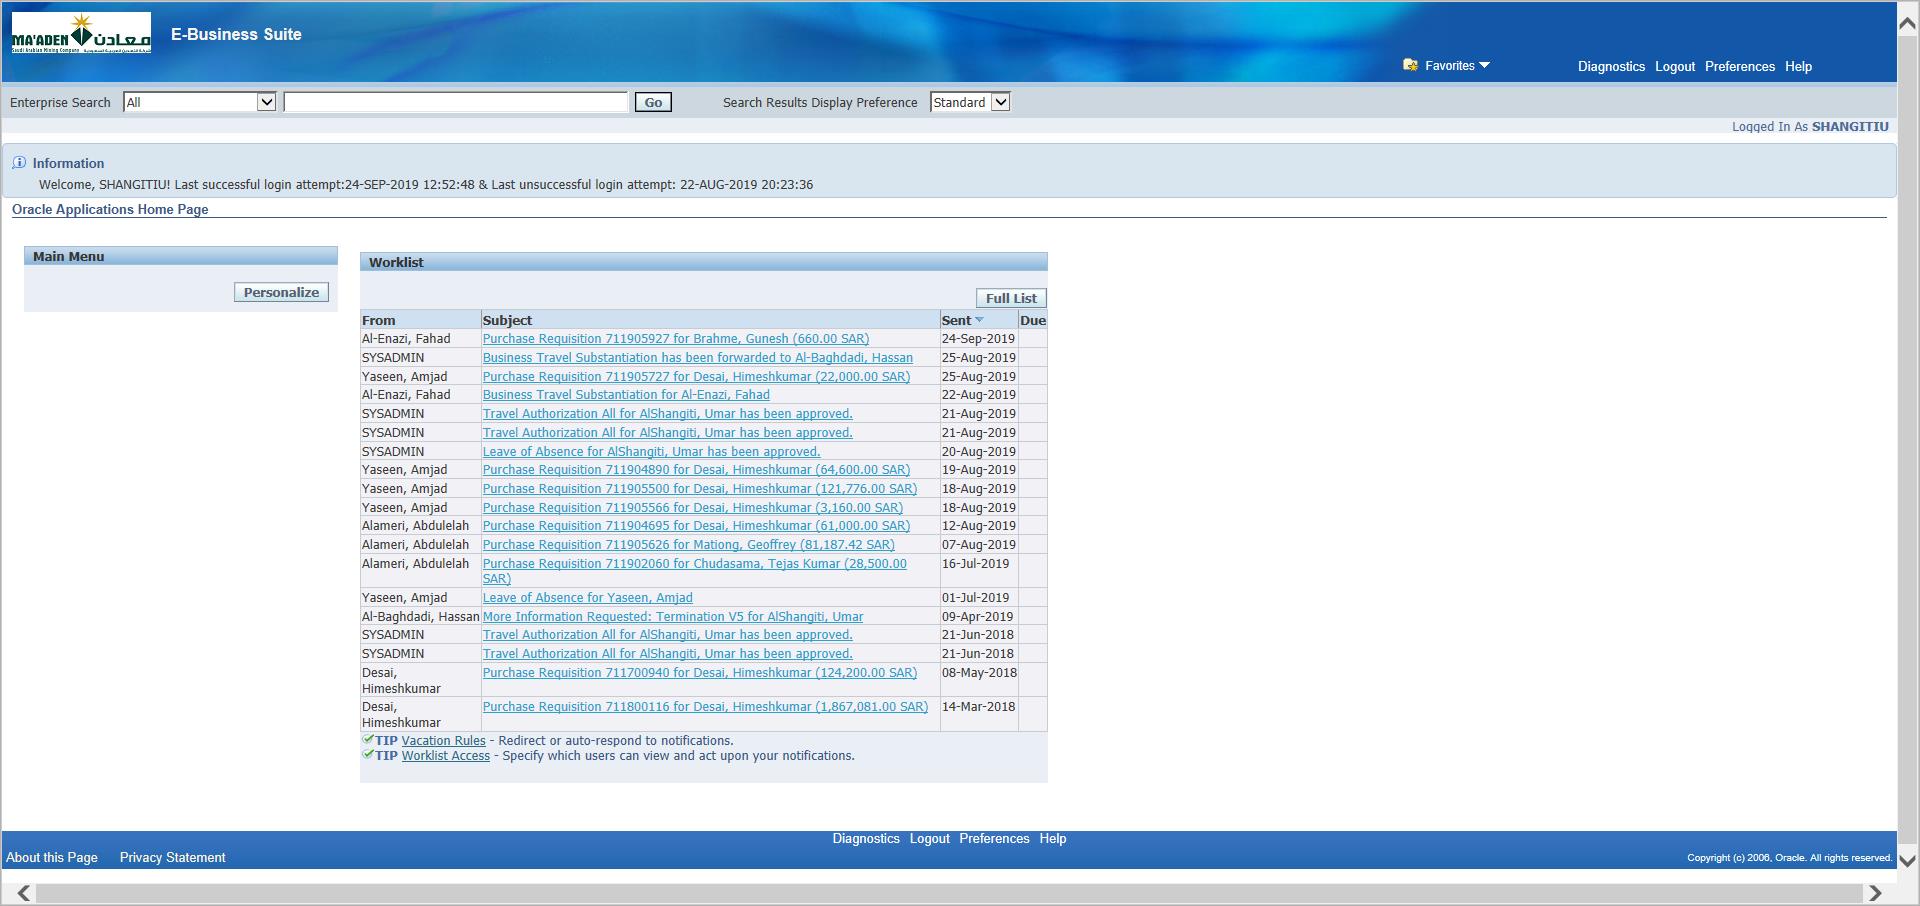 MA'ADEN معادن
Saudi Arabian Mining Company
E-Business Suite
Favorites
Diagnostics Logout Preferences Help
Enterprise Search All Go Search Results Display Preference Standard
Logged In As SHANGITIU
Information
Welcome, SHANGITIU! Last successful login attempt:24-SEP-2019 12:52:48 & Last unsuccessful login attempt: 22-AUG-2019 20:23:36
Oracle Applications Home Page
Main Menu
Personalize
Worklist
Full List
From Subject Sent Due
Al-Enazi, Fahad Purchase Requisition 711905927 for Brahme, Gunesh (660.00 SAR) 24-Sep-2019
SYSADMIN Business Travel Substantiation has been forwarded to Al-Baghdadi, Hassan 25-Aug-2019
Yaseen, Amjad Purchase Requisition 711905727 for Desai, Himeshkumar (22,000.00 SAR) 25-Aug-2019
Al-Enazi, Fahad Business Travel Substantiation for Al-Enazi, Fahad 22-Aug-2019
SYSADMIN Travel Authorization All for AlShangiti, Umar has been approved. 21-Aug-2019
SYSADMIN Travel Authorization All for AlShangiti, Umar has been approved. 21-Aug-2019
SYSADMIN Leave of Absence for AlShangiti, Umar has been approved. 20-Aug-2019
Yaseen, Amjad Purchase Requisition 711904890 for Desai, Himeshkumar (64,600.00 SAR) 19-Aug-2019
Yaseen, Amjad Purchase Requisition 711905500 for Desai, Himeshkumar (121,776.00 SAR) 18-Aug-2019
Yaseen, Amjad Purchase Requisition 711905566 for Desai, Himeshkumar (3,160.00 SAR) 18-Aug-2019
Alameri, Abdulelah Purchase Requisition 711904695 for Desai, Himeshkumar (61,000.00 SAR) 12-Aug-2019
Alameri, Abdulelah Purchase Requisition 711905626 for Mationg, Geoffrey (81,187.42 SAR) 07-Aug-2019
Alameri, Abdulelah Purchase Requisition 711902060 for Chudasama, Tejas Kumar (28,500.00 16-Jul-2019
SAR)
Yaseen, Amjad Leave of Absence for Yaseen, Amjad 01-Jul-2019
Al-Baghdadi, Hassan More Information Requested: Termination V5 for AlShangiti, Umar 09-Apr-2019
SYSADMIN Travel Authorization All for AlShangiti, Umar has been approved. 21-Jun-2018
SYSADMIN Travel Authorization All for AlShangiti, Umar has been approved. 21-Jun-2018
Desai, Purchase Requisition 711700940 for Desai, Himeshkumar (124,200.00 SAR) 08-May-2018
Himeshkumar
Desai, Purchase Requisition 711800116 for Desai, Himeshkumar (1,867,081.00 SAR) 14-Mar-2018
Himeshkumar
TIP Vacation Rules - Redirect or auto-respond to notifications.
TIP Worklist Access - Specify which users can view and act upon your notifications.
Diagnostics Logout Preferences Help
About this Page Privacy Statement
Copyright (c) 2006, Oracle. All rights reserved.